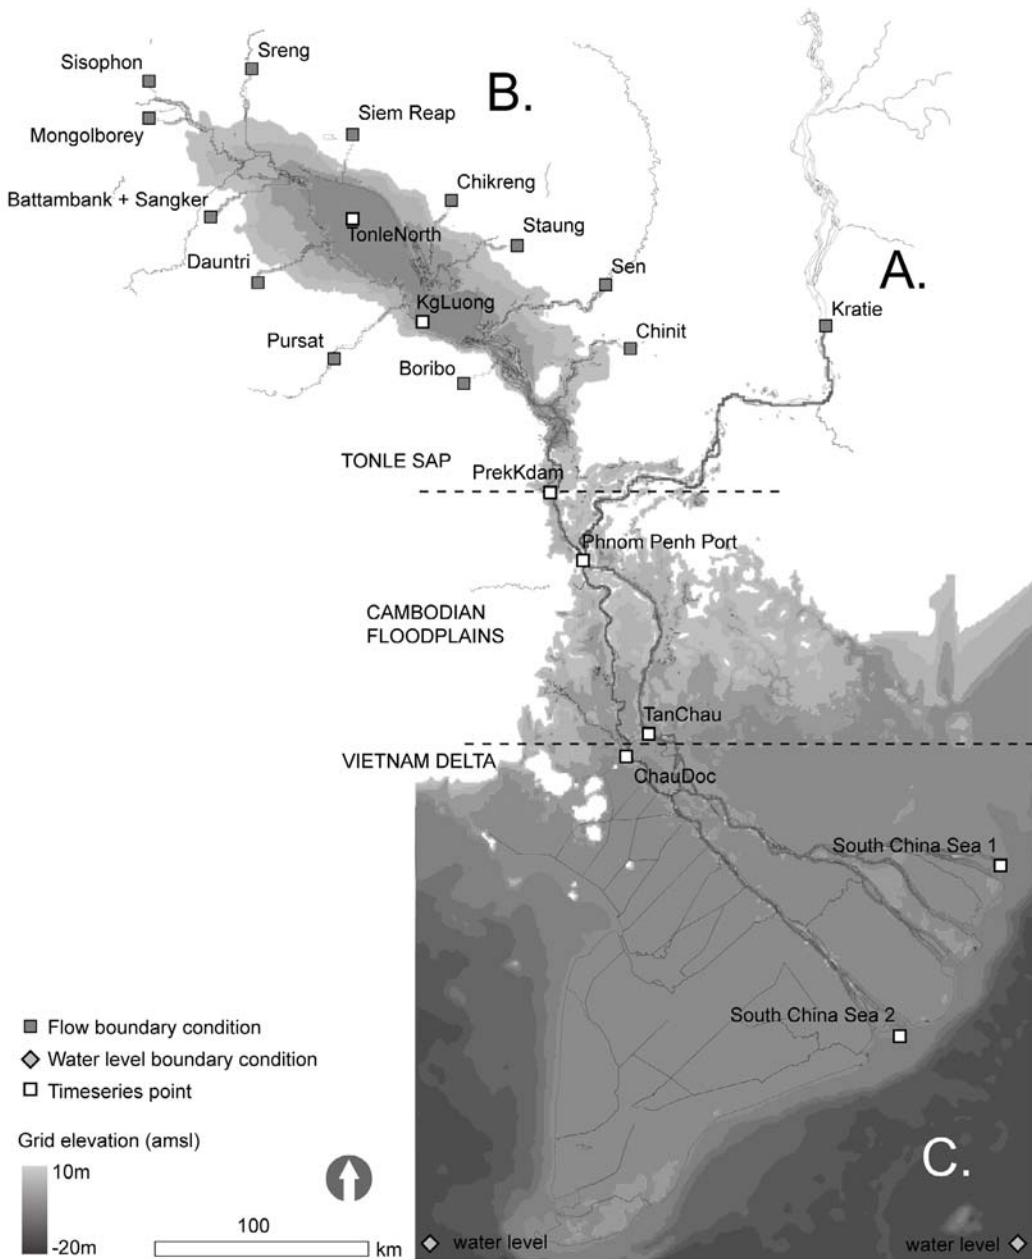 Sreng
Sisophon
B.
Siem Reap
Mongolborey
Chikreng
Battambank + Sangker
Staung
TonleNorth
A.
Dauntri
Sen
KgLuong
Kratie
Pursat
Chinit
Boribo
TONLE SAP
PrekKdam
Phnom Penh Port
CAMBODIAN
FLOODPLAINS
TanChau
VIETNAM DELTA
ChauDoc
South China Sea 1
South China Sea 2
Flow boundary condition
Water level boundary condition
Timeseries point
Grid elevation (amsl)
10m
-20m
100
km
C.
water level
water level